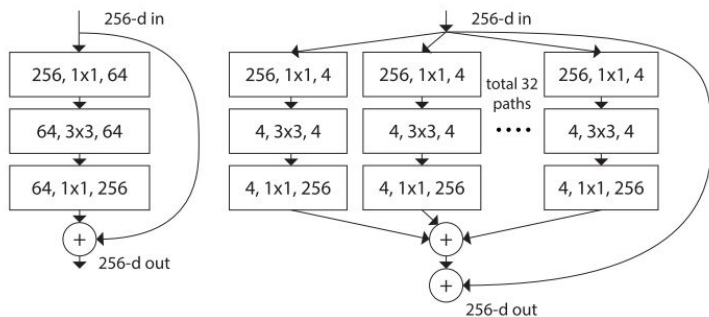 256-d in
256, 1x1, 64
64, 3x3, 64
64, 1x1, 256
+
256-d out
256-d in
256, 1x1, 4
256, 1x1, 4
total 32
paths
....
256, 1x1, 4
4, 3x3, 4
4, 3x3, 4
4, 3x3, 4
4, 1x1, 256
4, 1x1, 256
4, 1x1, 256
+
+
256-d out